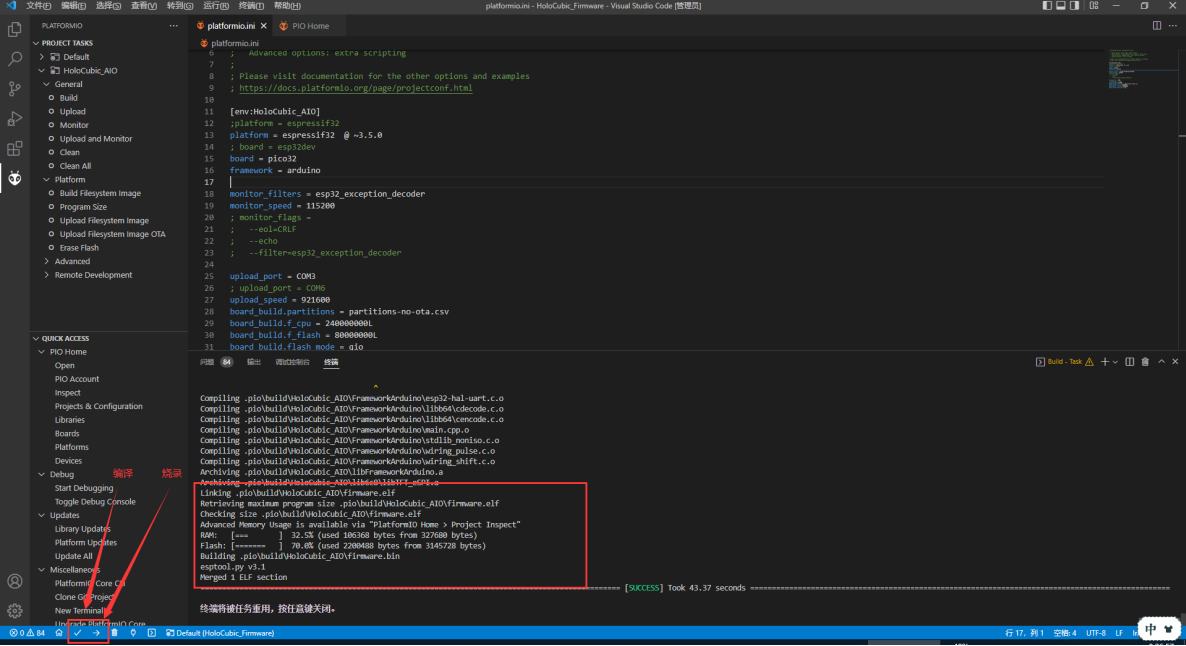 文件(F) 编辑(E) 选择(S) 查看(V) 转到(G) 运行(R) 终端(T) 帮助(H)
platformio.ini - HoloCubic_Firmware - Visual Studio Code [管理员]
PLATFORMIO
PROJECT TASKS
Default
HoloCubic_AIO
General
Build
Upload
Monitor
Upload and Monitor
Clean
Clean All
Platform
Build Filesystem Image
Program Size
Upload Filesystem Image
Upload Filesystem Image OTA
Erase Flash
Advanced
Remote Development
QUICK ACCESS
PIO Home
Open
PIO Account
Inspect
Projects & Configuration
Libraries
Boards
Platforms
Devices
Debug
编译 烧录
Start Debugging
Toggle Debug Console
Updates
Library Updates
Platform Updates
Update All
Miscellaneous
PlatformIO Core CLI
Clone Git Project
New Terminal
Upgrade PlatformIO Core
platformio.ini PIO Home
platformio.ini
6 ; Advanced options: extra scripting
7 ;
8 ; Please visit documentation for the other options and examples
9 ; https://docs.platformio.org/page/projectconf.html
10
11 [env:HoloCubic_AIO]
12 ;platform = espressif32
13 platform = espressif32 @ ~3.5.0
14 ; board = esp32dev
15 board = pico32
16 framework = arduino
17
18 monitor_filters = esp32_exception_decoder
19 monitor_speed = 115200
20 ; monitor_flags =
21 ; --eol=CRLF
22 ; --echo
23 ; --filter=esp32_exception_decoder
24
25 upload_port = COM3
26 ; upload_port = COM6
27 upload_speed = 921600
28 board_build.partitions = partitions-no-ota.csv
29 board_build.f_cpu = 240000000L
30 board_build.f_flash = 80000000L
31 board_build.flash_mode = qio
问题 84 输出 调试控制台 终端
Build - Task
^
Compiling .pio\build\HoloCubic_AIO\FrameworkArduino\esp32-hal-uart.c.o
Compiling .pio\build\HoloCubic_AIO\FrameworkArduino\libb64\cdecode.c.o
Compiling .pio\build\HoloCubic_AIO\FrameworkArduino\libb64\cencode.c.o
Compiling .pio\build\HoloCubic_AIO\FrameworkArduino\main.cpp.o
Compiling .pio\build\HoloCubic_AIO\FrameworkArduino\stdlib_noniso.c.o
Compiling .pio\build\HoloCubic_AIO\FrameworkArduino\wiring_pulse.c.o
Compiling .pio\build\HoloCubic_AIO\FrameworkArduino\wiring_shift.c.o
Archiving .pio\build\HoloCubic_AIO\libFrameworkArduino.a
Linking .pio\build\HoloCubic_AIO\firmware.elf
Retrieving maximum program size .pio\build\HoloCubic_AIO\firmware.elf
Checking size .pio\build\HoloCubic_AIO\firmware.elf
Advanced Memory Usage is available via "PlatformIO Home > Project Inspect"
RAM: [=== ] 32.5% (used 106368 bytes from 327680 bytes)
Flash: [======= ] 70.0% (used 2200488 bytes from 3145728 bytes)
Building .pio\build\HoloCubic_AIO\firmware.bin
esptool.py v3.1
Merged 1 ELF section
[SUCCESS] Took 43.37 seconds
终端将被任务重用，按任意键关闭。
0 84 Default (HoloCubic_Firmware) 行 17，列 1 空格: 4 UTF-8 LF
中